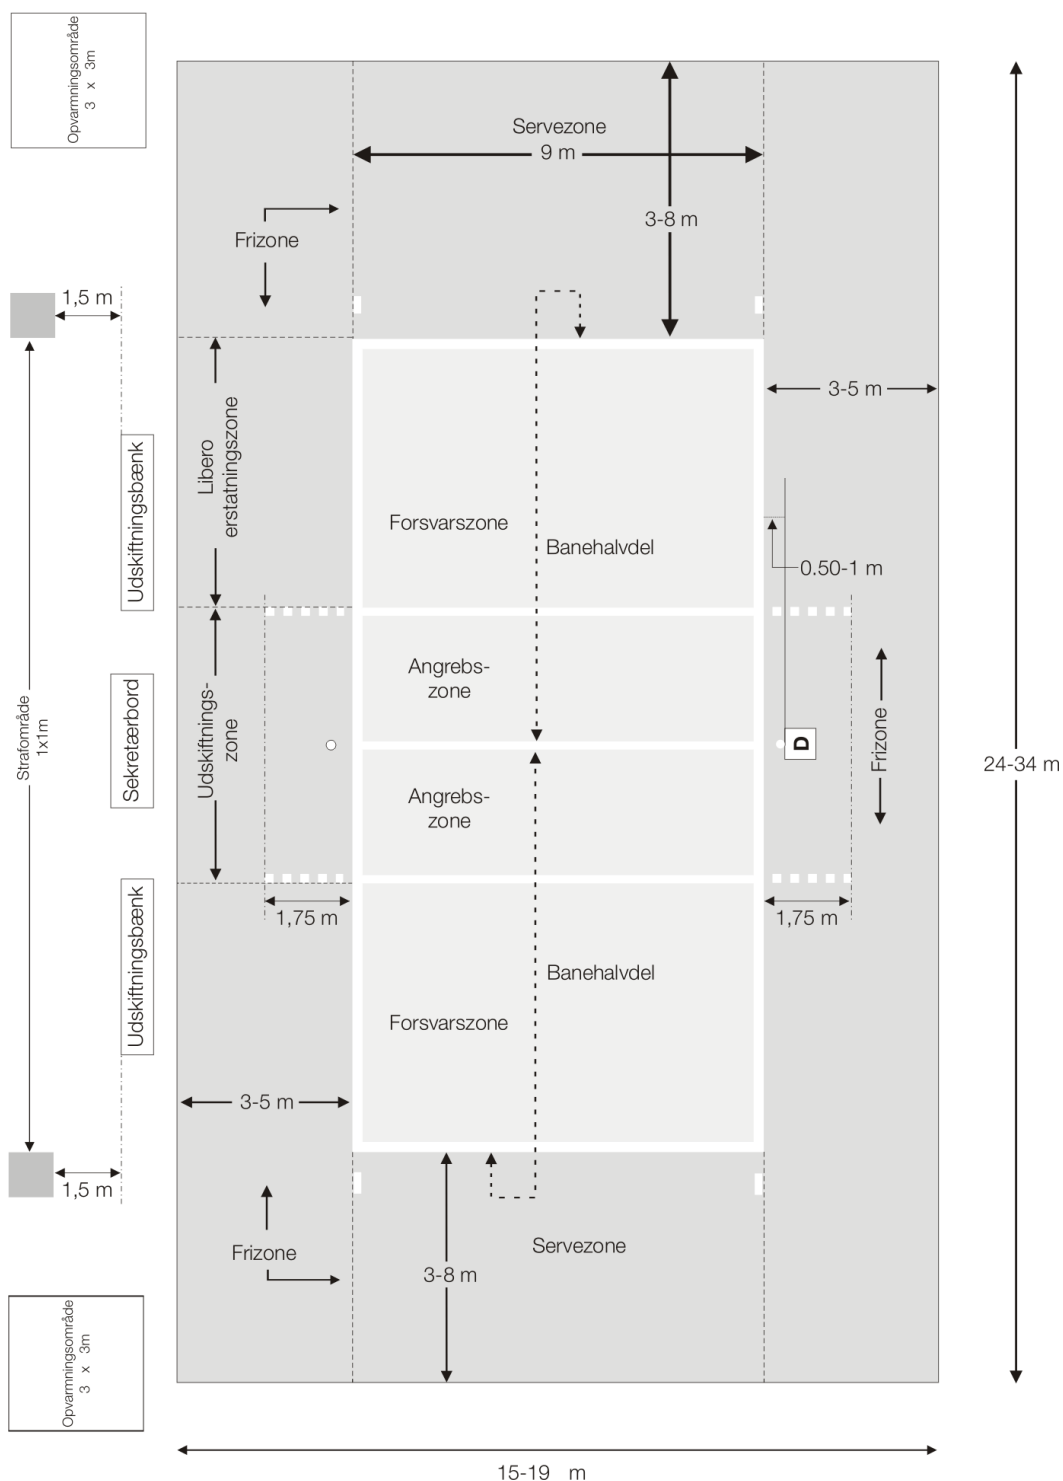 Opvarmningsområde
3 x 3m
Servezone
9 m
3-8 m
Frizone
1,5 m
3-5 m
Libero
erstatningszone
Udskiftningsbænk
Forsvarszone
Banehalvdel
0.50-1 m
Angrebs-
zone
Strafområde
1x1m
Sekretærbord
Udskiftnings-
zone
D
Frizone
24-34 m
Angrebs-
zone
1,75 m
1,75 m
Udskiftningsbænk
Banehalvdel
Forsvarszone
3-5 m
1,5 m
Servezone
Frizone
3-8 m
Opvarmningsområde
3 x 3m
15-19 m